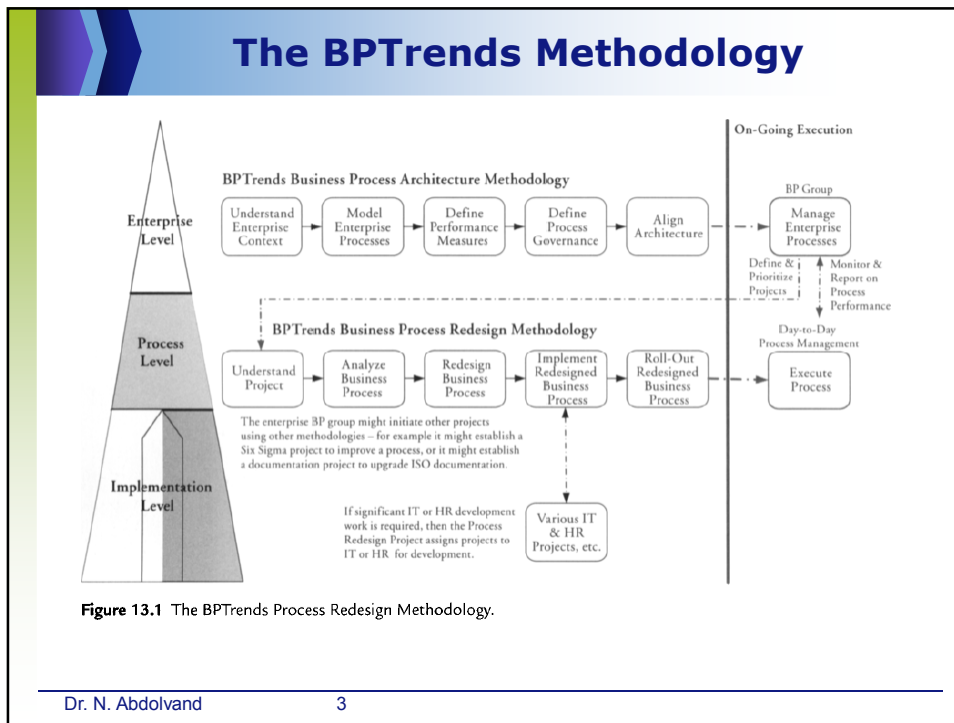 The BPTrends Methodology
On-Going Execution
BPTrends Business Process Architecture Methodology
Enterprise
Level
Understand
Enterprise
Context
Model
Enterprise
Processes
Define
Performance
Measures
Define
Process
Governance
Align
Architecture
BP Group
Manage
Enterprise
Processes
Define &
Prioritize
Projects
Monitor &
Report on
Process
Performance
BPTrends Business Process Redesign Methodology
Process
Level
Understand
Project
Analyze
Business
Process
Redesign
Business
Process
Implement
Redesigned
Business
Process
Roll-Out
Redesigned
Business
Process
Day-to-Day
Process Management
Execute
Process
The enterprise BP group might initiate other projects
using other methodologies – for example it might establish a
Six Sigma project to improve a process, or it might establish
a documentation project to upgrade ISO documentation.
Implementation
Level
If significant IT or HR development
work is required, then the Process
Redesign Project assigns projects to
IT or HR for development.
Various IT
& HR
Projects, etc.
Figure 13.1 The BPTrends Process Redesign Methodology.
Dr. N. Abdolvand
3